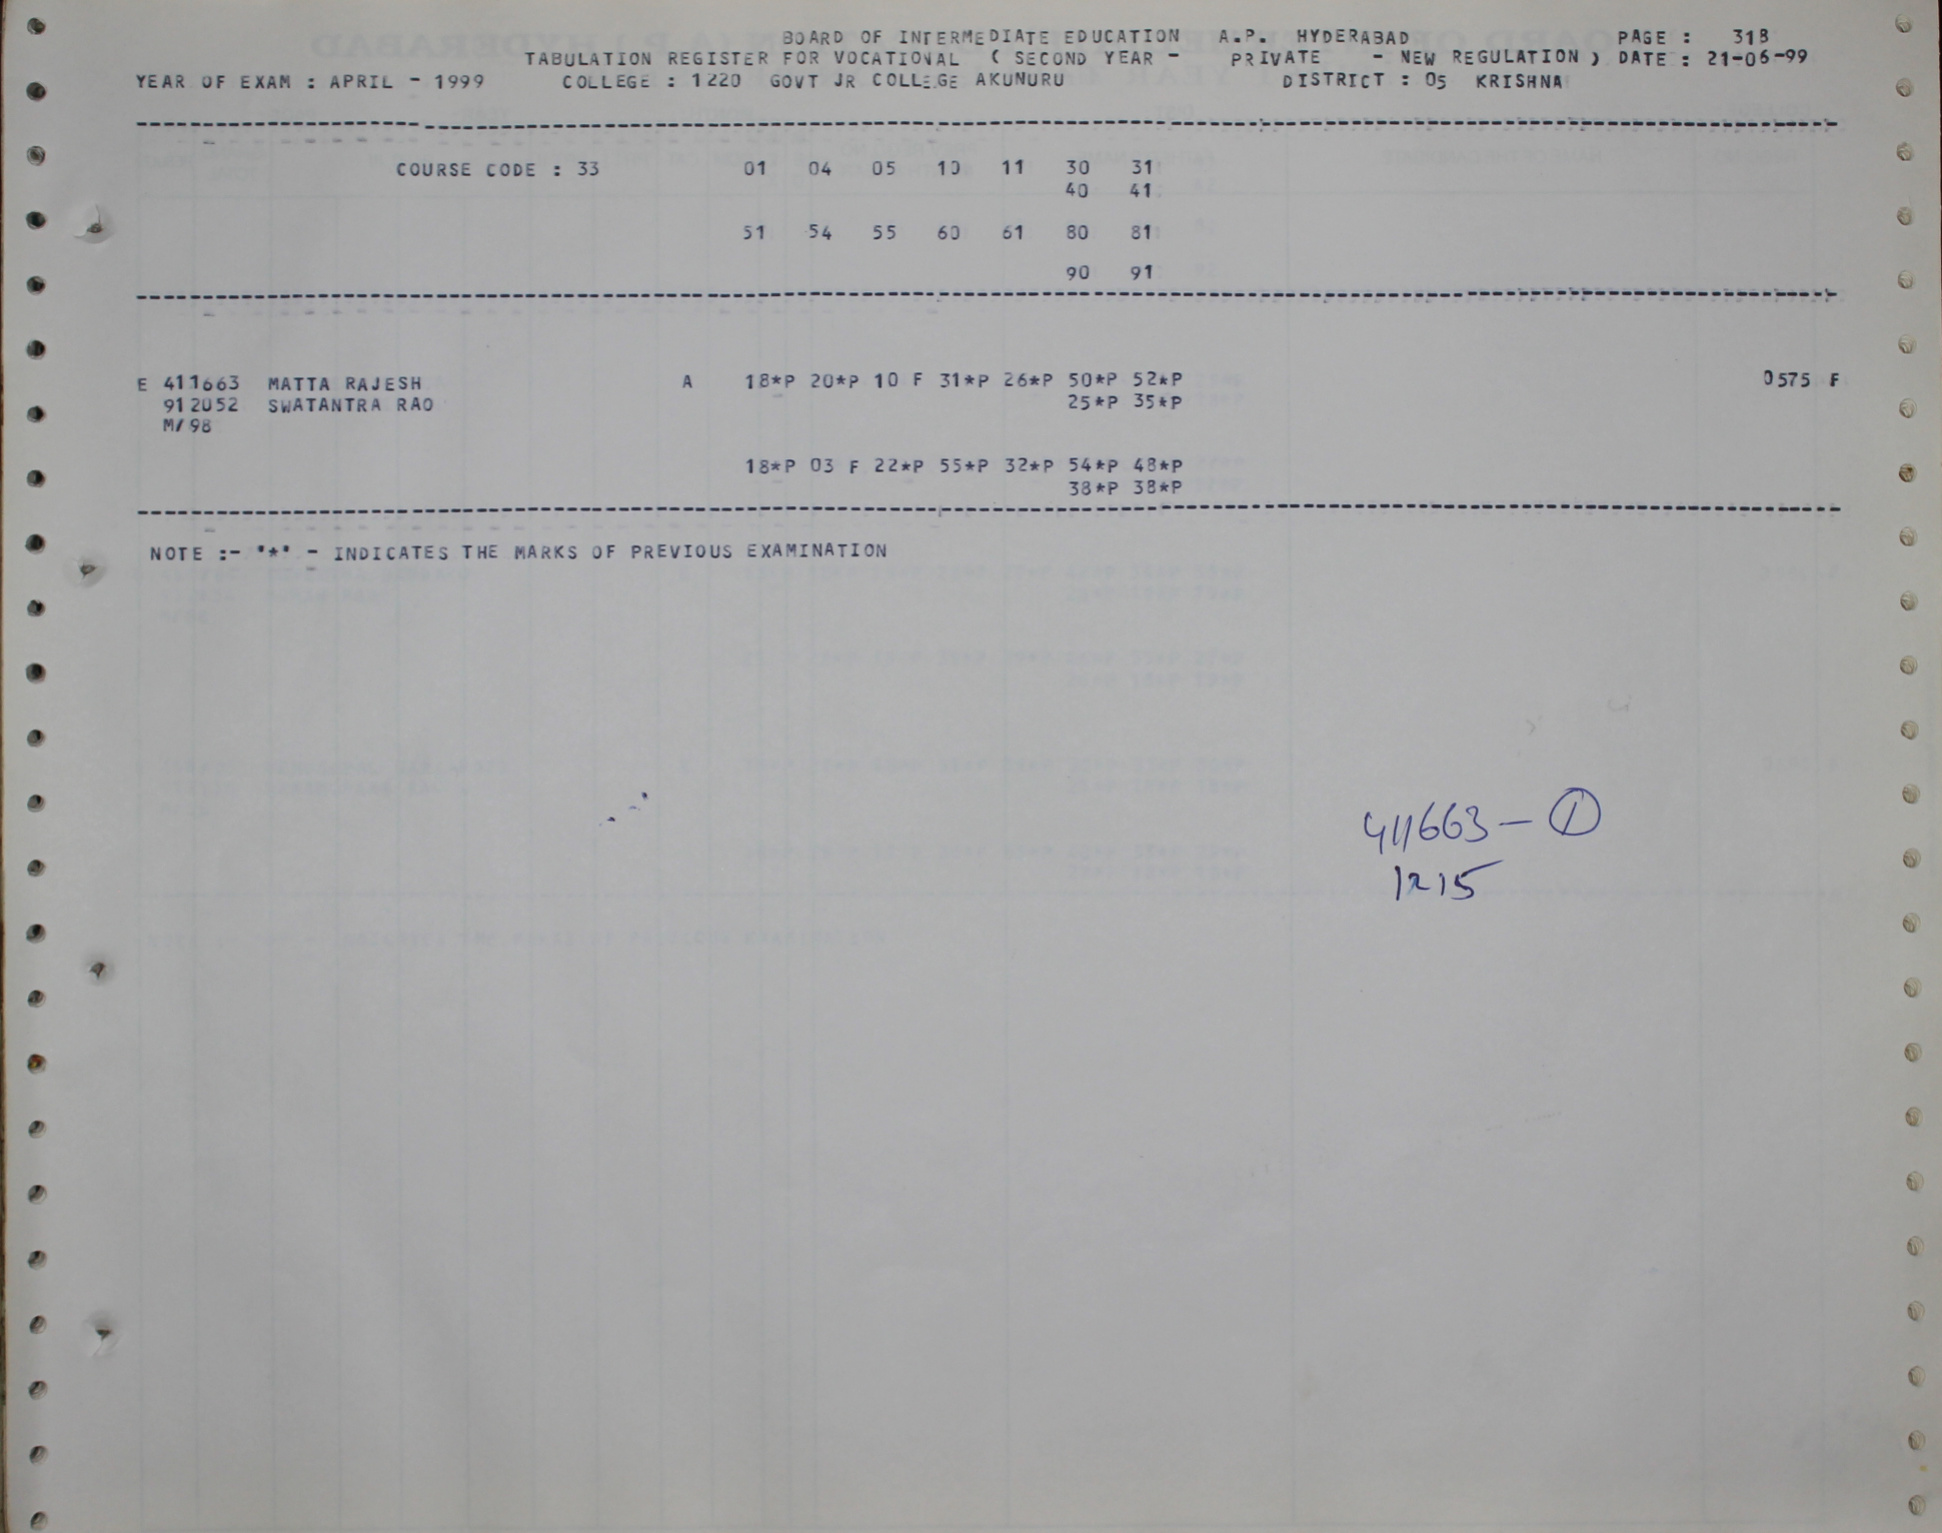 BOARD OF INTERMEDIATE EDUCATION A.P. HYDERABAD PAGE : 318
TABULATION REGISTER FOR VOCATIONAL ( SECOND YEAR - PRIVATE - NEW REGULATION ) DATE : 21-06-99
YEAR OF EXAM : APRIL - 1999 COLLEGE : 1220 GOVT JR COLLEGE AKUNURU DISTRICT : 05 KRISHNA
COURSE CODE : 33 01 04 05 10 11 30 31
40 41
51 54 55 60 61 80 81
90 91
E 411663 MATTA RAJESH A 18*P 20*P 10 F 31*P 26*P 50*P 52*P 0575 F
912052 SWATANTRA RAO 25*P 35*P
M/98
18*P 03 F 22*P 55*P 32*P 54*P 48*P
38*P 38*P
NOTE :- "*" - INDICATES THE MARKS OF PREVIOUS EXAMINATION
411663 - 1
1215